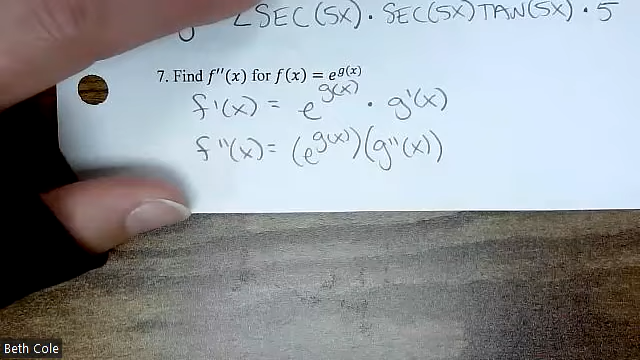 2SEC(5x) · SEC(5x)TAN(5x) · 5
7. Find f''(x) for f(x) = e^{g(x)}
f'(x) = e^{g(x)} · g'(x)
f''(x) = (e^{g(x)})(g''(x))
Beth Cole